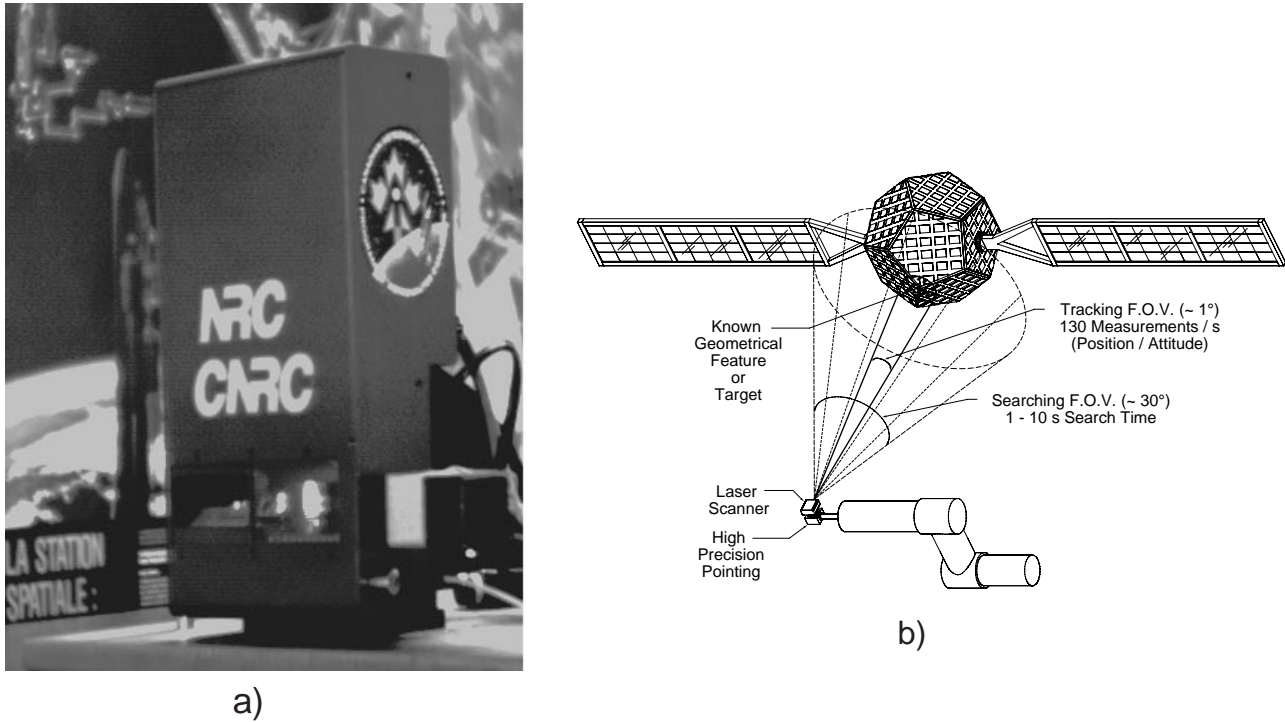 NRC
CNRC
LA STATION
SPATIALE :
a)
Known
Geometrical
Feature
or
Target
Tracking F.O.V. (~ 1°)
130 Measurements / s
(Position / Attitude)
Searching F.O.V. (~ 30°)
1 - 10 s Search Time
Laser
Scanner
High
Precision
Pointing
b)